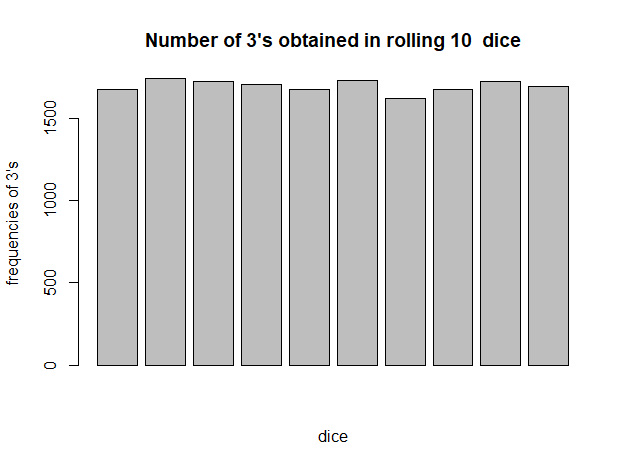 Number of 3's obtained in rolling 10  dice
frequencies of 3's
1500
1000
500
0
dice